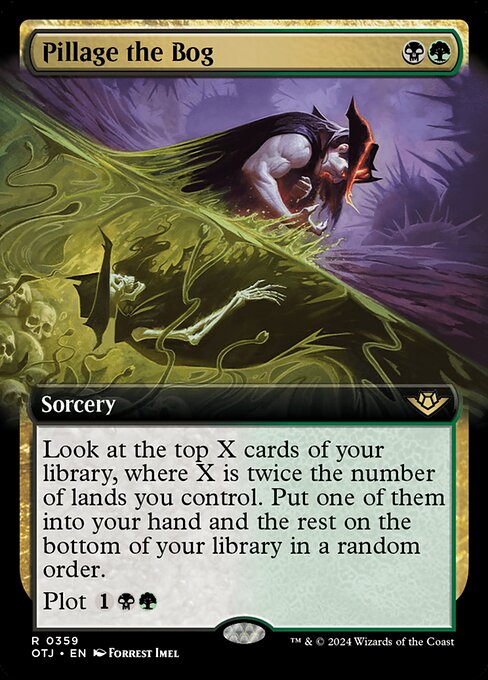 Pillage the Bog
Sorcery
Look at the top X cards of your
library, where X is twice the number
of lands you control. Put one of them
into your hand and the rest on the
bottom of your library in a random
order.
Plot 1
R 0359
OTJ • EN Forrest Imel
™ & © 2024 Wizards of the Coast